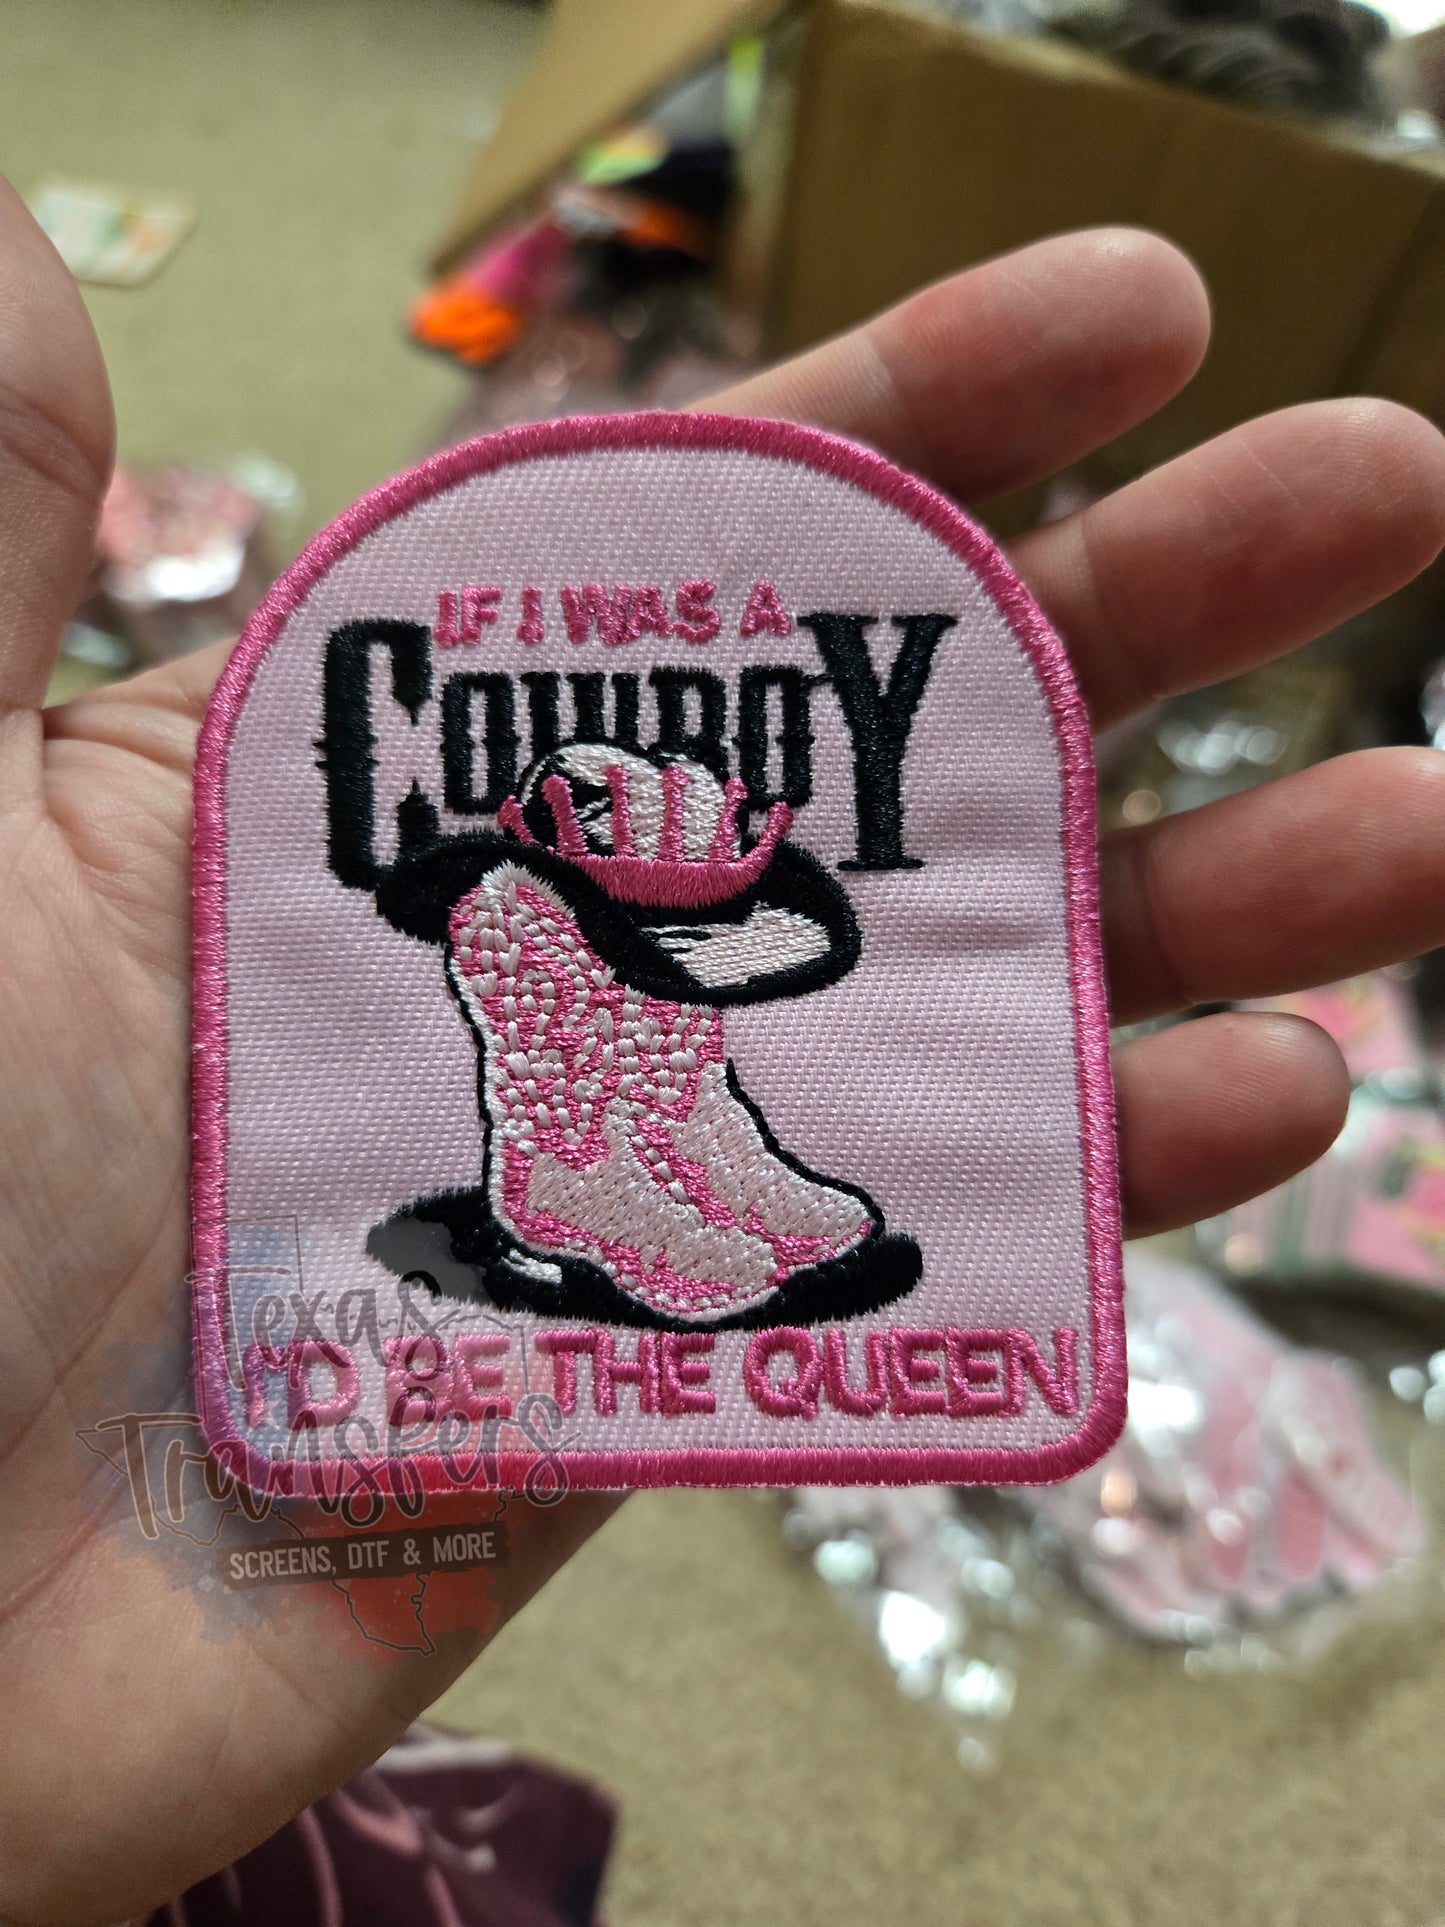 IF I WAS A
COWBOY
I'D BE THE QUEEN
Texas
Transfers
SCREENS, DTF & MORE